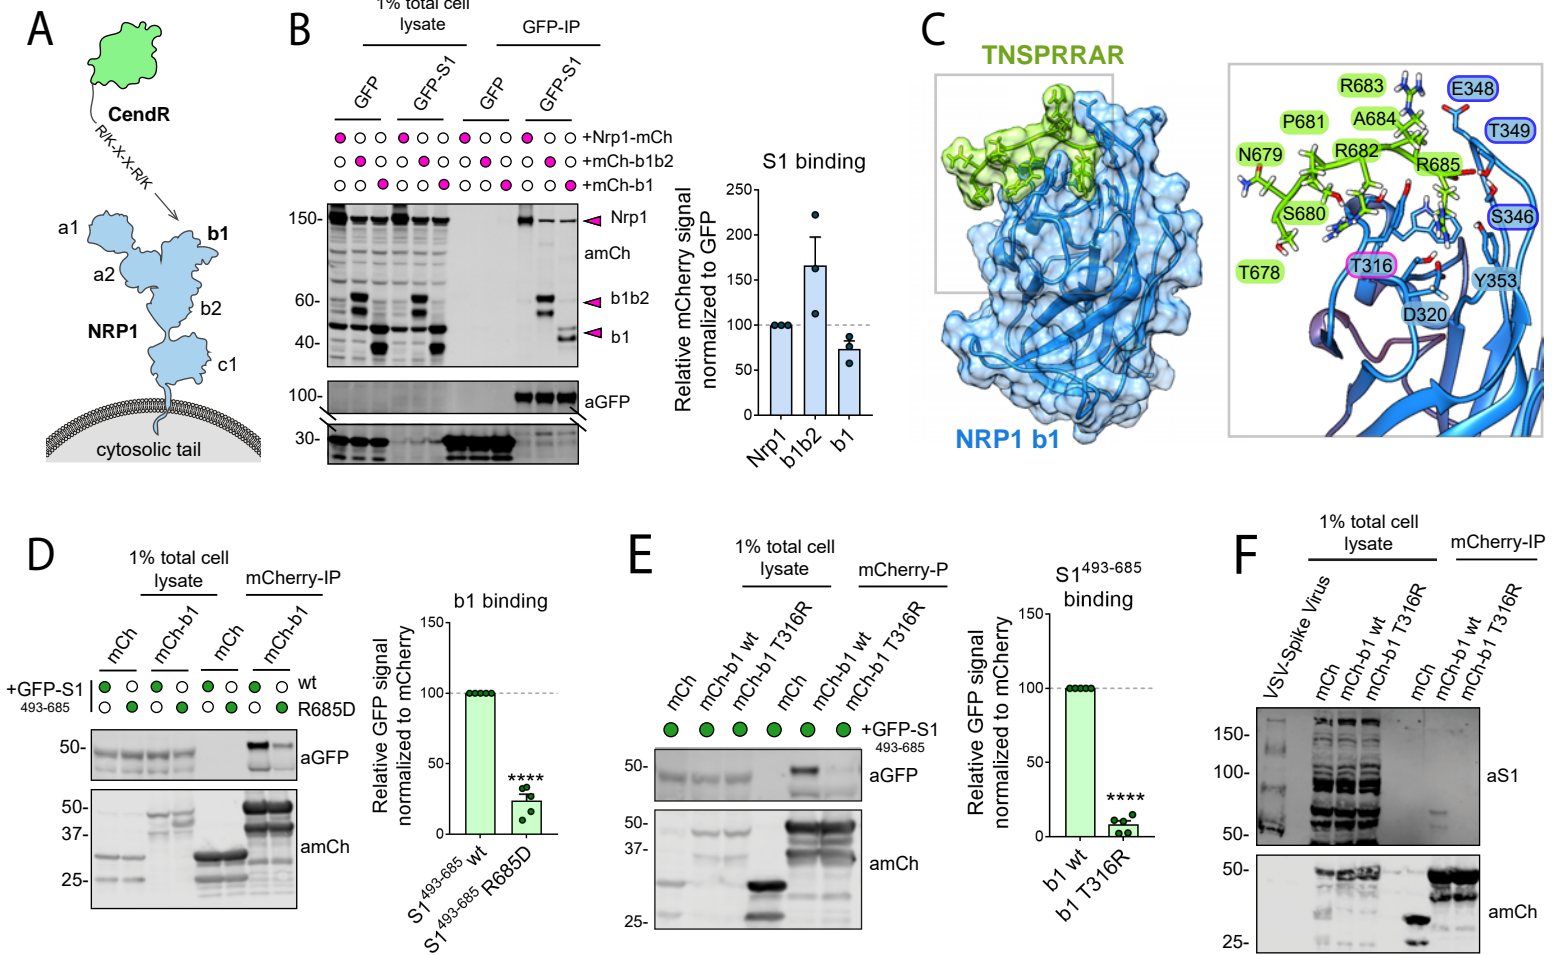 A
CendR
R/K-X-X-R/K
a1
b1
a2
b2
NRP1
c1
cytosolic tail
B
1% total cell
lysate
GFP-IP
GFP
GFP-S1
GFP
GFP-S1
+Nrp1-mCh
+mCh-b1b2
+mCh-b1
150-
Nrp1
amCh
60-
b1b2
40-
b1
100-
aGFP
30-
S1 binding
Relative mCherry signal
normalized to GFP
250
200
150
100
50
0
Nrp1
b1b2
b1
C
TNSPRRAR
NRP1 b1
R683
E348
P681
A684
T349
N679
R682
R685
S680
S346
T678
T316
Y353
D320
D
1% total cell
lysate
mCherry-IP
mCh
mCh-b1
mCh
mCh-b1
+GFP-S1
493-685
wt
R685D
50-
aGFP
50-
37-
amCh
25-
b1 binding
Relative GFP signal
normalized to mCherry
150
100
50
0
****
S1493-685 wt
S1493-685 R685D
E
1% total cell
lysate
mCherry-P
mCh
mCh-b1 wt
mCh-b1 T316R
mCh
mCh-b1 wt
mCh-b1 T316R
+GFP-S1
493-685
50-
aGFP
50-
37-
amCh
25-
S1493-685
binding
Relative GFP signal
normalized to mCherry
150
100
50
0
****
b1 wt
b1 T316R
F
1% total cell
lysate
mCherry-IP
VSV-Spike Virus
mCh
mCh-b1 wt
mCh-b1 T316R
mCh
mCh-b1 wt
mCh-b1 T316R
150-
100-
aS1
50-
50-
amCh
25-